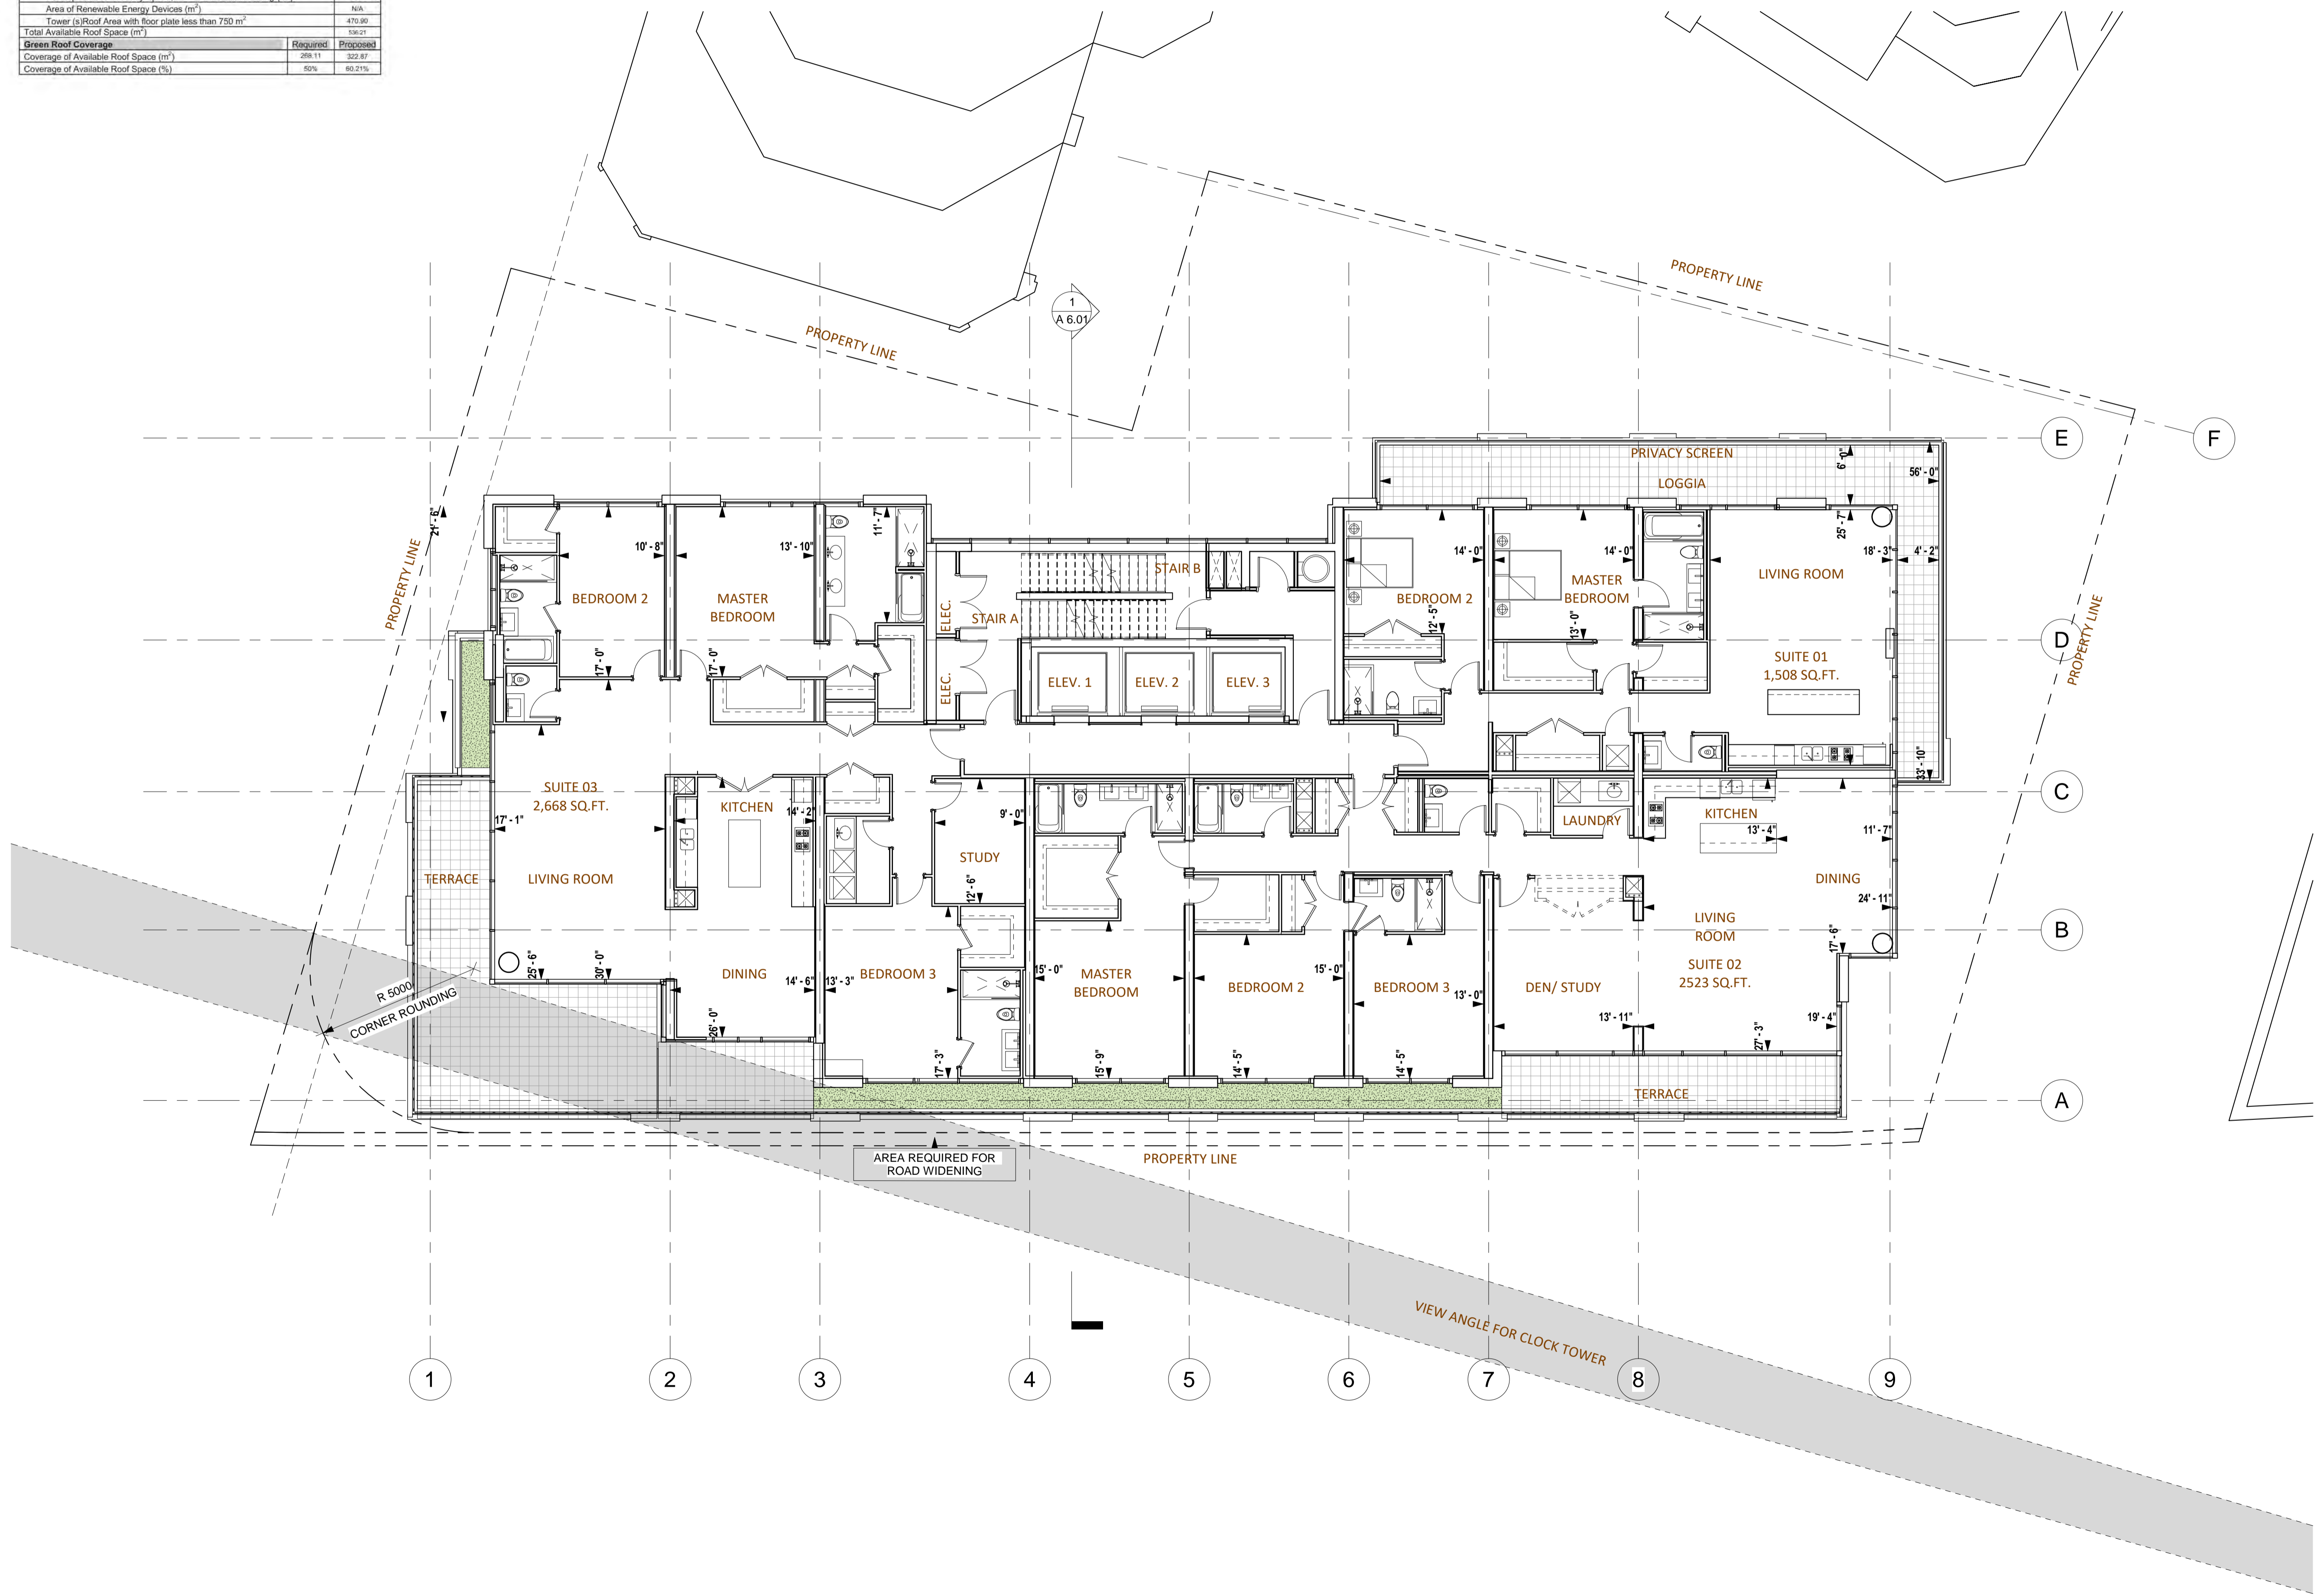 Area of Renewable Energy Devices (m²) N/A
Tower (s)Roof Area with floor plate less than 750 m² 470.90
Total Available Roof Space (m²) 536.21
Green Roof Coverage Required Proposed
Coverage of Available Roof Space (m²) 268.11 322.87
Coverage of Available Roof Space (%) 50% 60.21%
PROPERTY LINE
1
A 6.01
PROPERTY LINE
E
F
PRIVACY SCREEN
LOGGIA
6' - 0"
56' - 0"
21' - 6"
PROPERTY LINE
10' - 8"
13' - 10"
11' - 7"
14' - 0"
14' - 0"
25' - 7"
18' - 3"
4' - 2"
STAIR B
LIVING ROOM
BEDROOM 2
MASTER
BEDROOM
ELEC.
STAIR A
BEDROOM 2
12' - 5"
MASTER
BEDROOM
13' - 0"
PROPERTY LINE
D
17' - 0"
17' - 0"
ELEC.
ELEV. 1
ELEV. 2
ELEV. 3
SUITE 01
1,508 SQ.FT.
33' - 10"
SUITE 03
2,668 SQ.FT.
C
KITCHEN
14' - 2"
17' - 1"
9' - 0"
LAUNDRY
KITCHEN
13' - 4"
11' - 7"
STUDY
12' - 6"
TERRACE
LIVING ROOM
DINING
24' - 11"
LIVING
ROOM
17' - 6"
B
25' - 6"
30' - 0"
DINING
14' - 6"
13' - 3"
BEDROOM 3
15' - 0"
MASTER
BEDROOM
15' - 0"
BEDROOM 2
BEDROOM 3
13' - 0"
DEN/ STUDY
SUITE 02
2523 SQ.FT.
R 5000
CORNER ROUNDING
26' - 0"
13' - 11"
19' - 4"
27' - 3"
17' - 3"
15' - 9"
14' - 5"
14' - 5"
TERRACE
A
AREA REQUIRED FOR
ROAD WIDENING
PROPERTY LINE
VIEW ANGLE FOR CLOCK TOWER
1
2
3
4
5
6
7
8
9